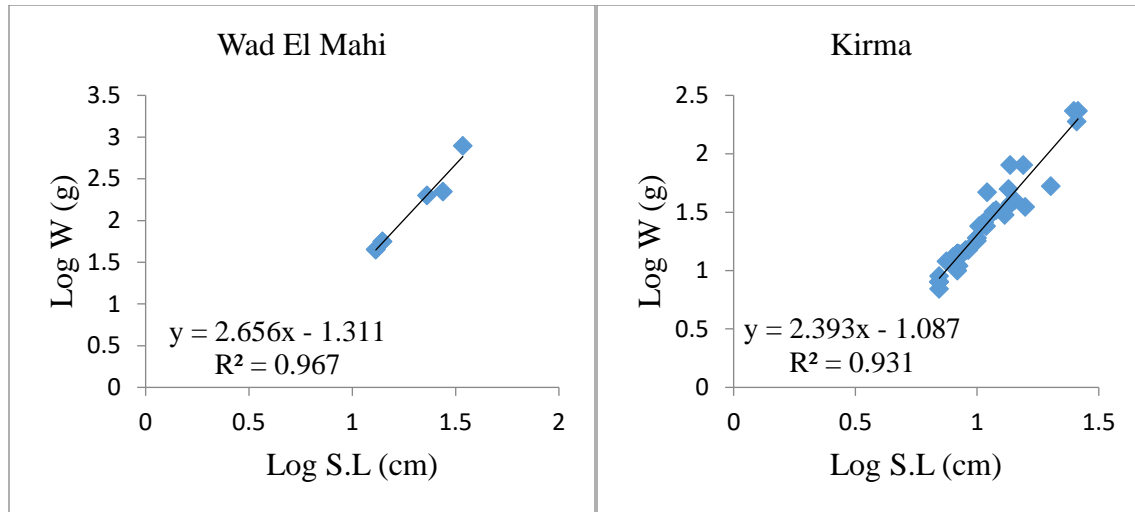 Wad El Mahi
3.5
3
2.5
2
1.5
1
0.5
0
0
0.5
1
1.5
2
Log W (g)
Log S.L (cm)
y = 2.656x - 1.311
R² = 0.967
Kirma
2.5
2
1.5
1
0.5
0
0
0.5
1
1.5
Log W (g)
Log S.L (cm)
y = 2.393x - 1.087
R² = 0.931